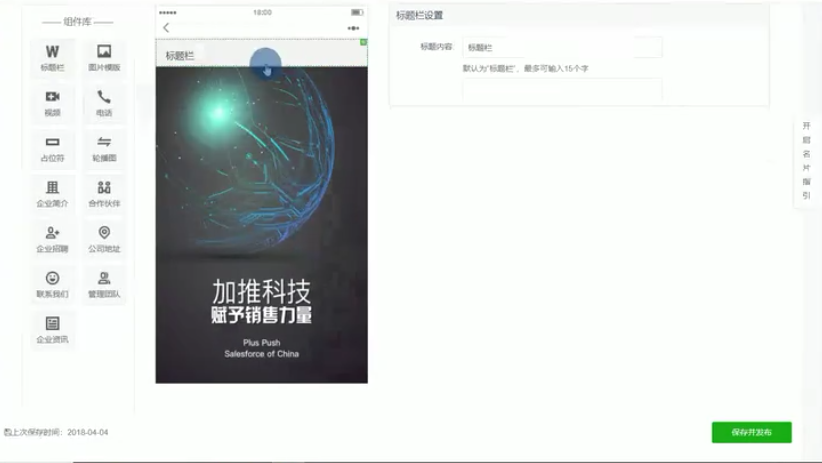 组件库
标题栏
图片模版
视频
电话
占位符
轮播图
企业简介
合作伙伴
企业招聘
公司地址
联系我们
管理团队
企业资讯
18:00
标题栏
加推科技
赋予销售力量
Plus Push
Salesforce of China
标题栏设置
标题内容:
标题栏
默认为"标题栏"，最多可输入15个字
开启名片指引
上次保存时间：2018-04-04
保存并发布